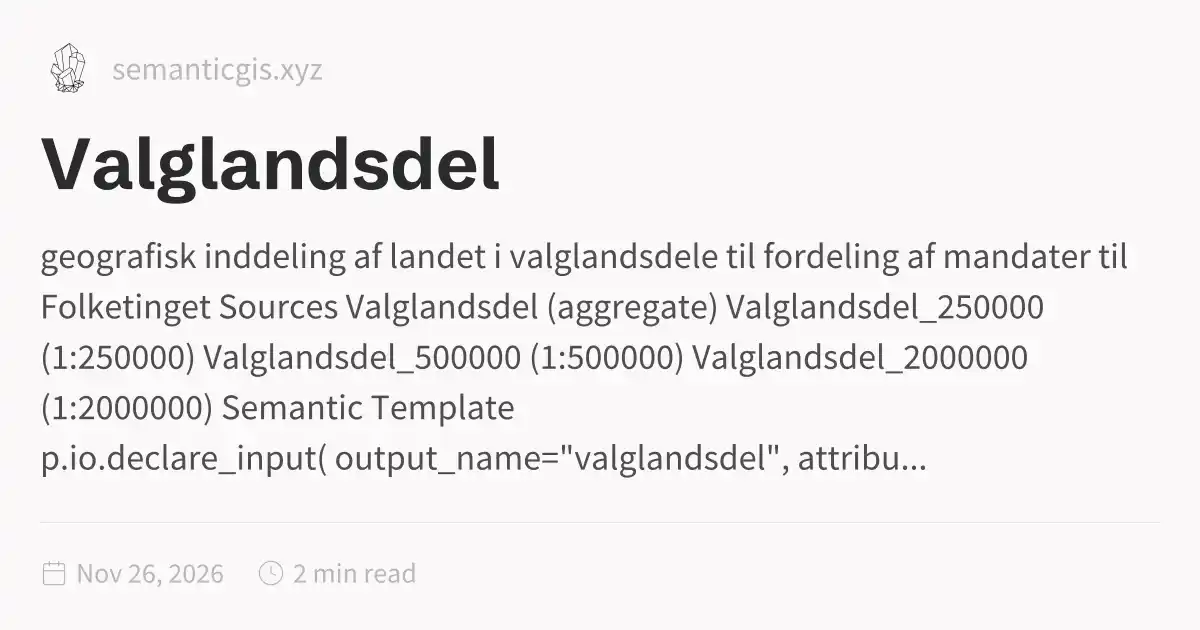 semanticgis.xyz
Valglandsdel
geografisk inddeling af landet i valglandsdele til fordeling af mandater til
Folketinget Sources Valglandsdel (aggregate) Valglandsdel_250000
(1:250000) Valglandsdel_500000 (1:500000) Valglandsdel_2000000
(1:2000000) Semantic Template
p.io.declare_input( output_name="valglandsdel", attribu...
Nov 26, 2026 2 min read